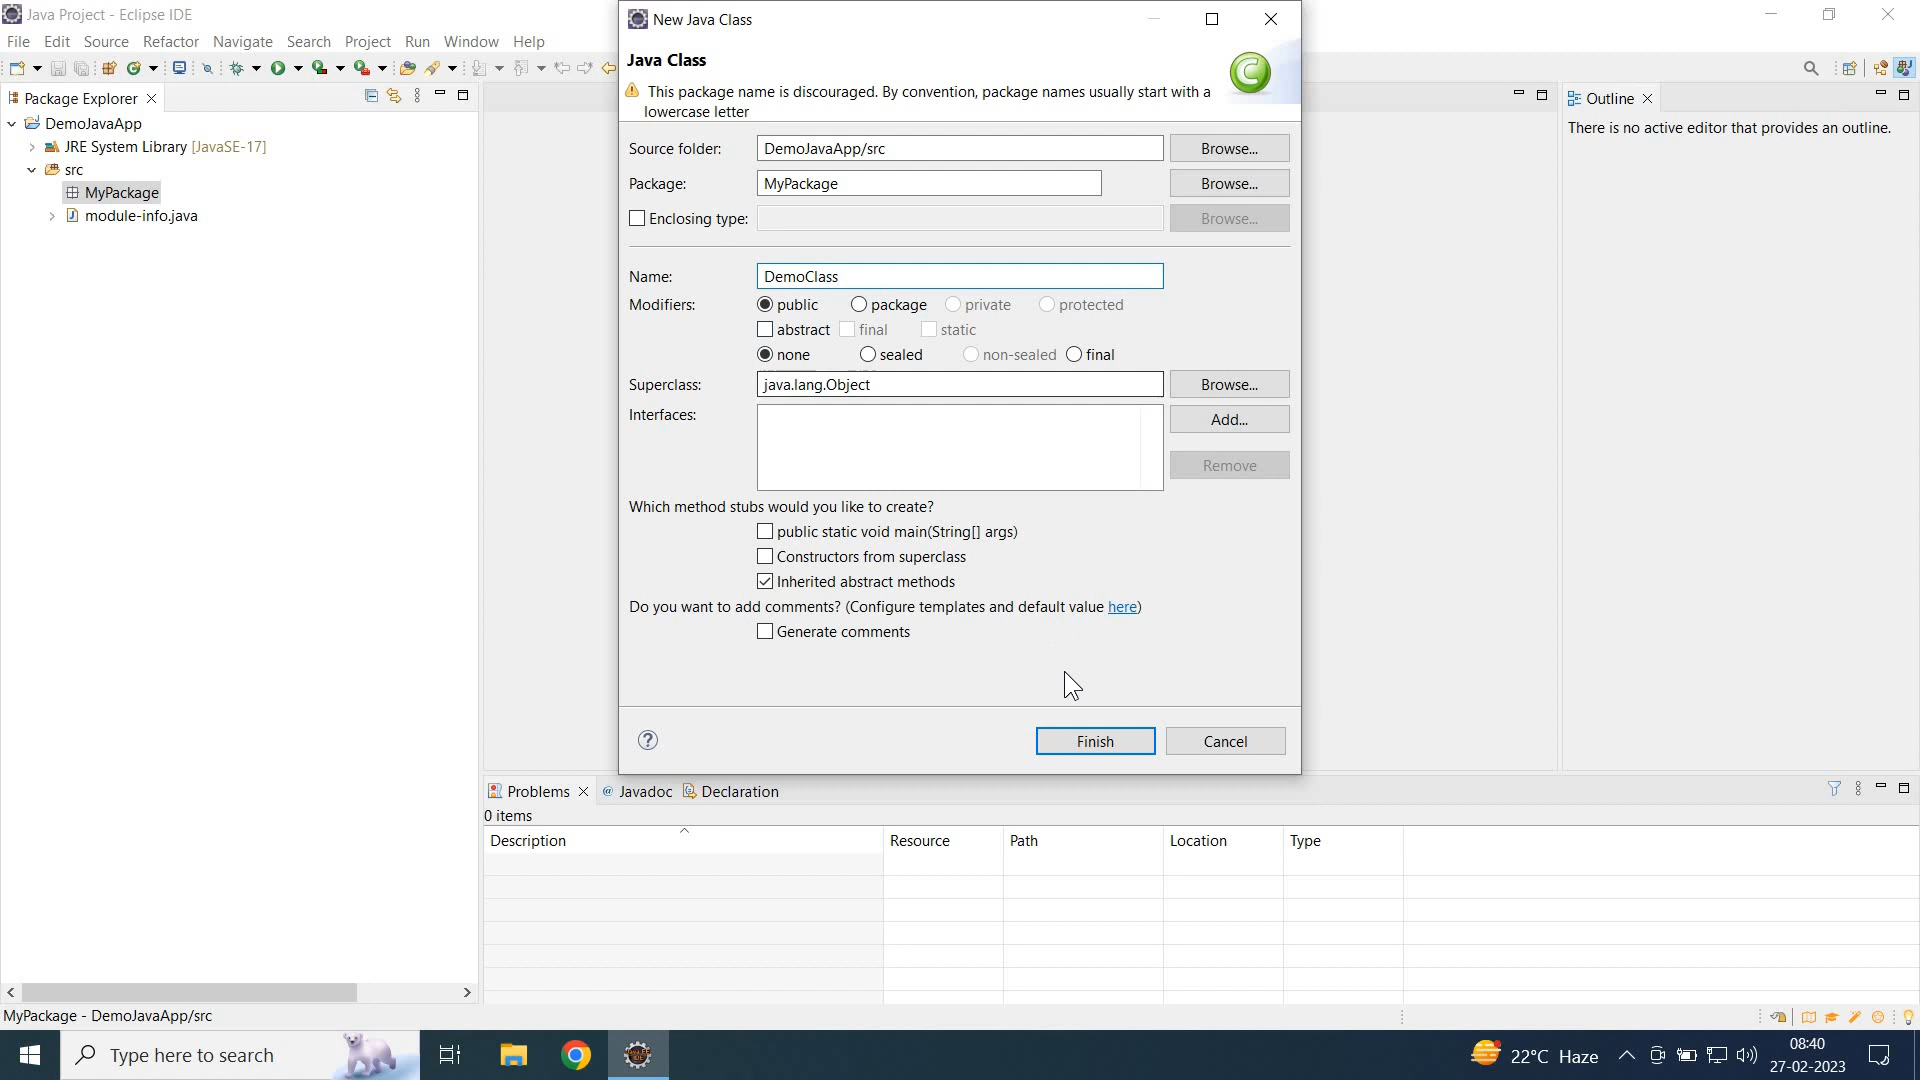 Java Project - Eclipse IDE
File Edit Source Refactor Navigate Search Project Run Window Help
Package Explorer
DemoJavaApp
JRE System Library [JavaSE-17]
src
MyPackage
module-info.java
New Java Class
Java Class
This package name is discouraged. By convention, package names usually start with a
lowercase letter
Source folder: DemoJavaApp/src Browse...
Package: MyPackage Browse...
Enclosing type: Browse...
Name: DemoClass
Modifiers: public package private protected
abstract final static
none sealed non-sealed final
Superclass: java.lang.Object Browse...
Interfaces: Add...
Remove
Which method stubs would you like to create?
public static void main(String[] args)
Constructors from superclass
Inherited abstract methods
Do you want to add comments? (Configure templates and default value here)
Generate comments
Finish Cancel
Outline
There is no active editor that provides an outline.
Problems Javadoc Declaration
0 items
Description Resource Path Location Type
MyPackage - DemoJavaApp/src
Type here to search
22°C Haze
08:40
27-02-2023